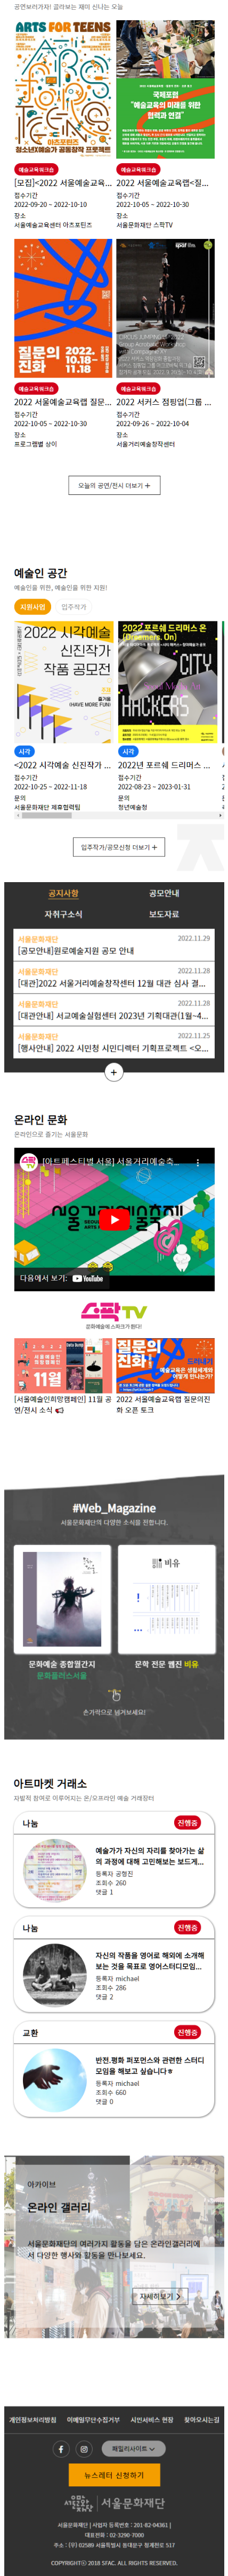 공연보러가자! 골라보는 재미 신나는 오늘
ARTS FOR TEENS
청소년X예술가 공동창작 프로젝트
국제포럼
"예술교육의 미래를 위한
협력과 연결"
예술교육워크숍
예술교육워크숍
[모집]<2022 서울예술교육...
2022 서울예술교육랩<질...
접수기간
2022-09-20 ~ 2022-10-10
장소
서울예술교육센터 아츠포틴즈
접수기간
2022-10-05 ~ 2022-10-30
장소
서울문화재단 스팍TV
질문의
진화
2022
11.18
예술교육워크숍
예술교육워크숍
2022 서울예술교육랩 질문...
2022 서커스 점핑업(그룹 ...
접수기간
2022-10-05 ~ 2022-10-30
장소
프로그램별 상이
접수기간
2022-09-26 ~ 2022-10-04
장소
서울거리예술창작센터
오늘의 공연/전시 더보기 +
예술인 공간
예술인을 위한, 예술인을 위한 지원!
지원사업
입주작가
2022 시각예술
신진작가
작품 공모전
즐거움
(HAVE MORE FUN)
2022 포르쉐 드리머스 온
(Dreamers. On)
CITY
HACKERS
시각
시각
<2022 시각예술 신진작가 ...
2022년 포르쉐 드리머스 ...
접수기간
2022-10-25 ~ 2022-11-18
문의
서울문화재단 제휴협력팀
접수기간
2022-08-23 ~ 2023-01-31
문의
청년예술청
입주작가/공모신청 더보기 +
공지사항
공모안내
자취구소식
보도자료
서울문화재단
2022.11.29
[공모안내]원로예술지원 공모 안내
서울문화재단
2022.11.28
[대관]2022 서울거리예술창작센터 12월 대관 심사 결...
서울문화재단
2022.11.28
[대관안내] 서교예술실험센터 2023년 기획대관(1월~4...
서울문화재단
2022.11.25
[행사안내] 2022 시민청 시민디렉터 기획프로젝트 <오...
+
온라인 문화
온라인으로 즐기는 서울문화
스팍TV
[아트페스티벌 서울] 서울거리예술축...
서울거리예술축제
다음에서 보기: YouTube
스팍TV
문화예술에 스파크가 튄다!
11월
질문의
진화
드러내기
[서울예술인희망캠페인] 11월 공
연/전시 소식 📢
2022 서울예술교육랩 질문의진
화 오픈 토크
#Web_Magazine
서울문화재단의 다양한 소식을 전합니다.
비유
문화예술 종합월간지
문화플러스서울
문학 전문 웹진 비유
손가락으로 넘겨보세요!
아트마켓 거래소
자발적 참여로 이루어지는 온/오프라인 예술 거래장터
나눔
진행중
예술가가 자신의 자리를 찾아가는 삶
의 과정에 대해 고민해보는 보드게...
등록자 공형진
조회수 260
댓글 1
나눔
진행중
자신의 작품을 영어로 해외에 소개해
보는 것을 목표로 영어스터디모임...
등록자 michael
조회수 286
댓글 2
교환
진행중
반전.평화 퍼포먼스와 관련한 스터디
모임을 해보고 싶습니다ㅎ
등록자 michael
조회수 660
댓글 0
아카이브
온라인 갤러리
서울문화재단의 여러가지 활동을 담은 온라인갤러리에
서 다양한 행사와 활동을 만나보세요.
자세히보기 >
개인정보처리방침 이메일무단수집거부 시민서비스 헌장 찾아오시는길
패밀리사이트
뉴스레터 신청하기
서울문화재단
서울문화재단 | 사업자 등록번호 : 201-82-04361 |
대표전화 : 02-3290-7000
주소 : (우) 02589 서울특별시 동대문구 청계천로 517
COPYRIGHT© 2018 SFAC. ALL RIGHTS RESERVED.